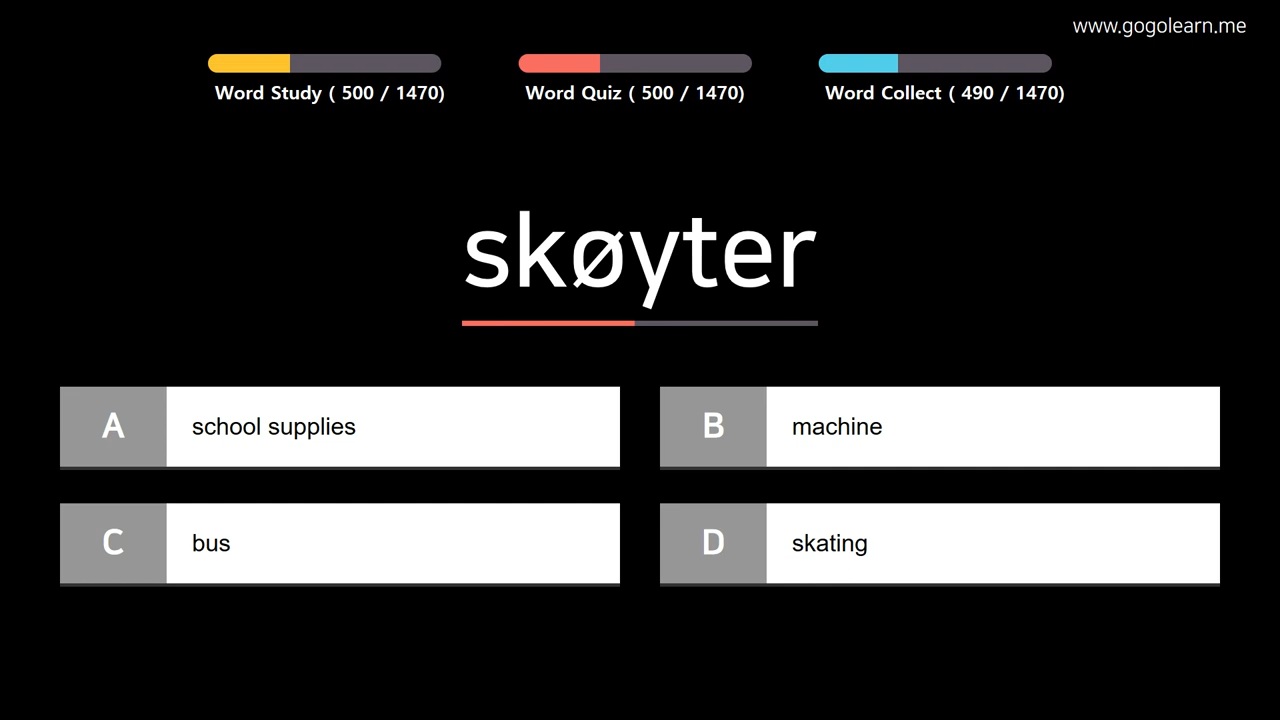 www.gogolearn.me
Word Study ( 500 / 1470)
Word Quiz ( 500 / 1470)
Word Collect ( 490 / 1470)
skøyter
A school supplies
B machine
C bus
D skating